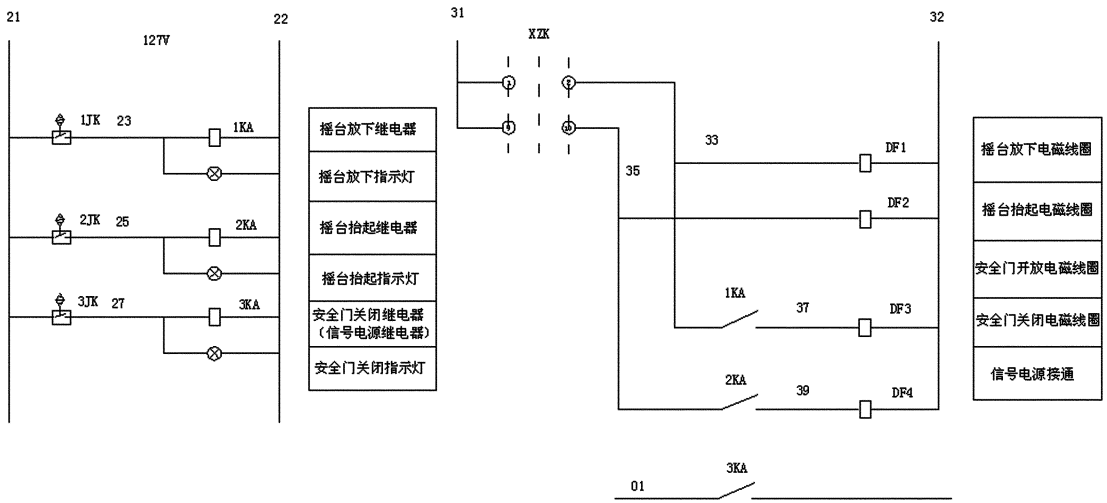 21
22
127V
1JK
23
1KA
2JK
25
2KA
3JK
27
3KA
摇台放下继电器
摇台放下指示灯
摇台抬起继电器
摇台抬起指示灯
安全门关闭继电器
（信号电源继电器）
安全门关闭指示灯
31
XZK
32
1
2
9
10
33
35
DF1
DF2
1KA
37
DF3
2KA
39
DF4
3KA
01
摇台放下电磁线圈
摇台抬起电磁线圈
安全门开放电磁线圈
安全门关闭电磁线圈
信号电源接通